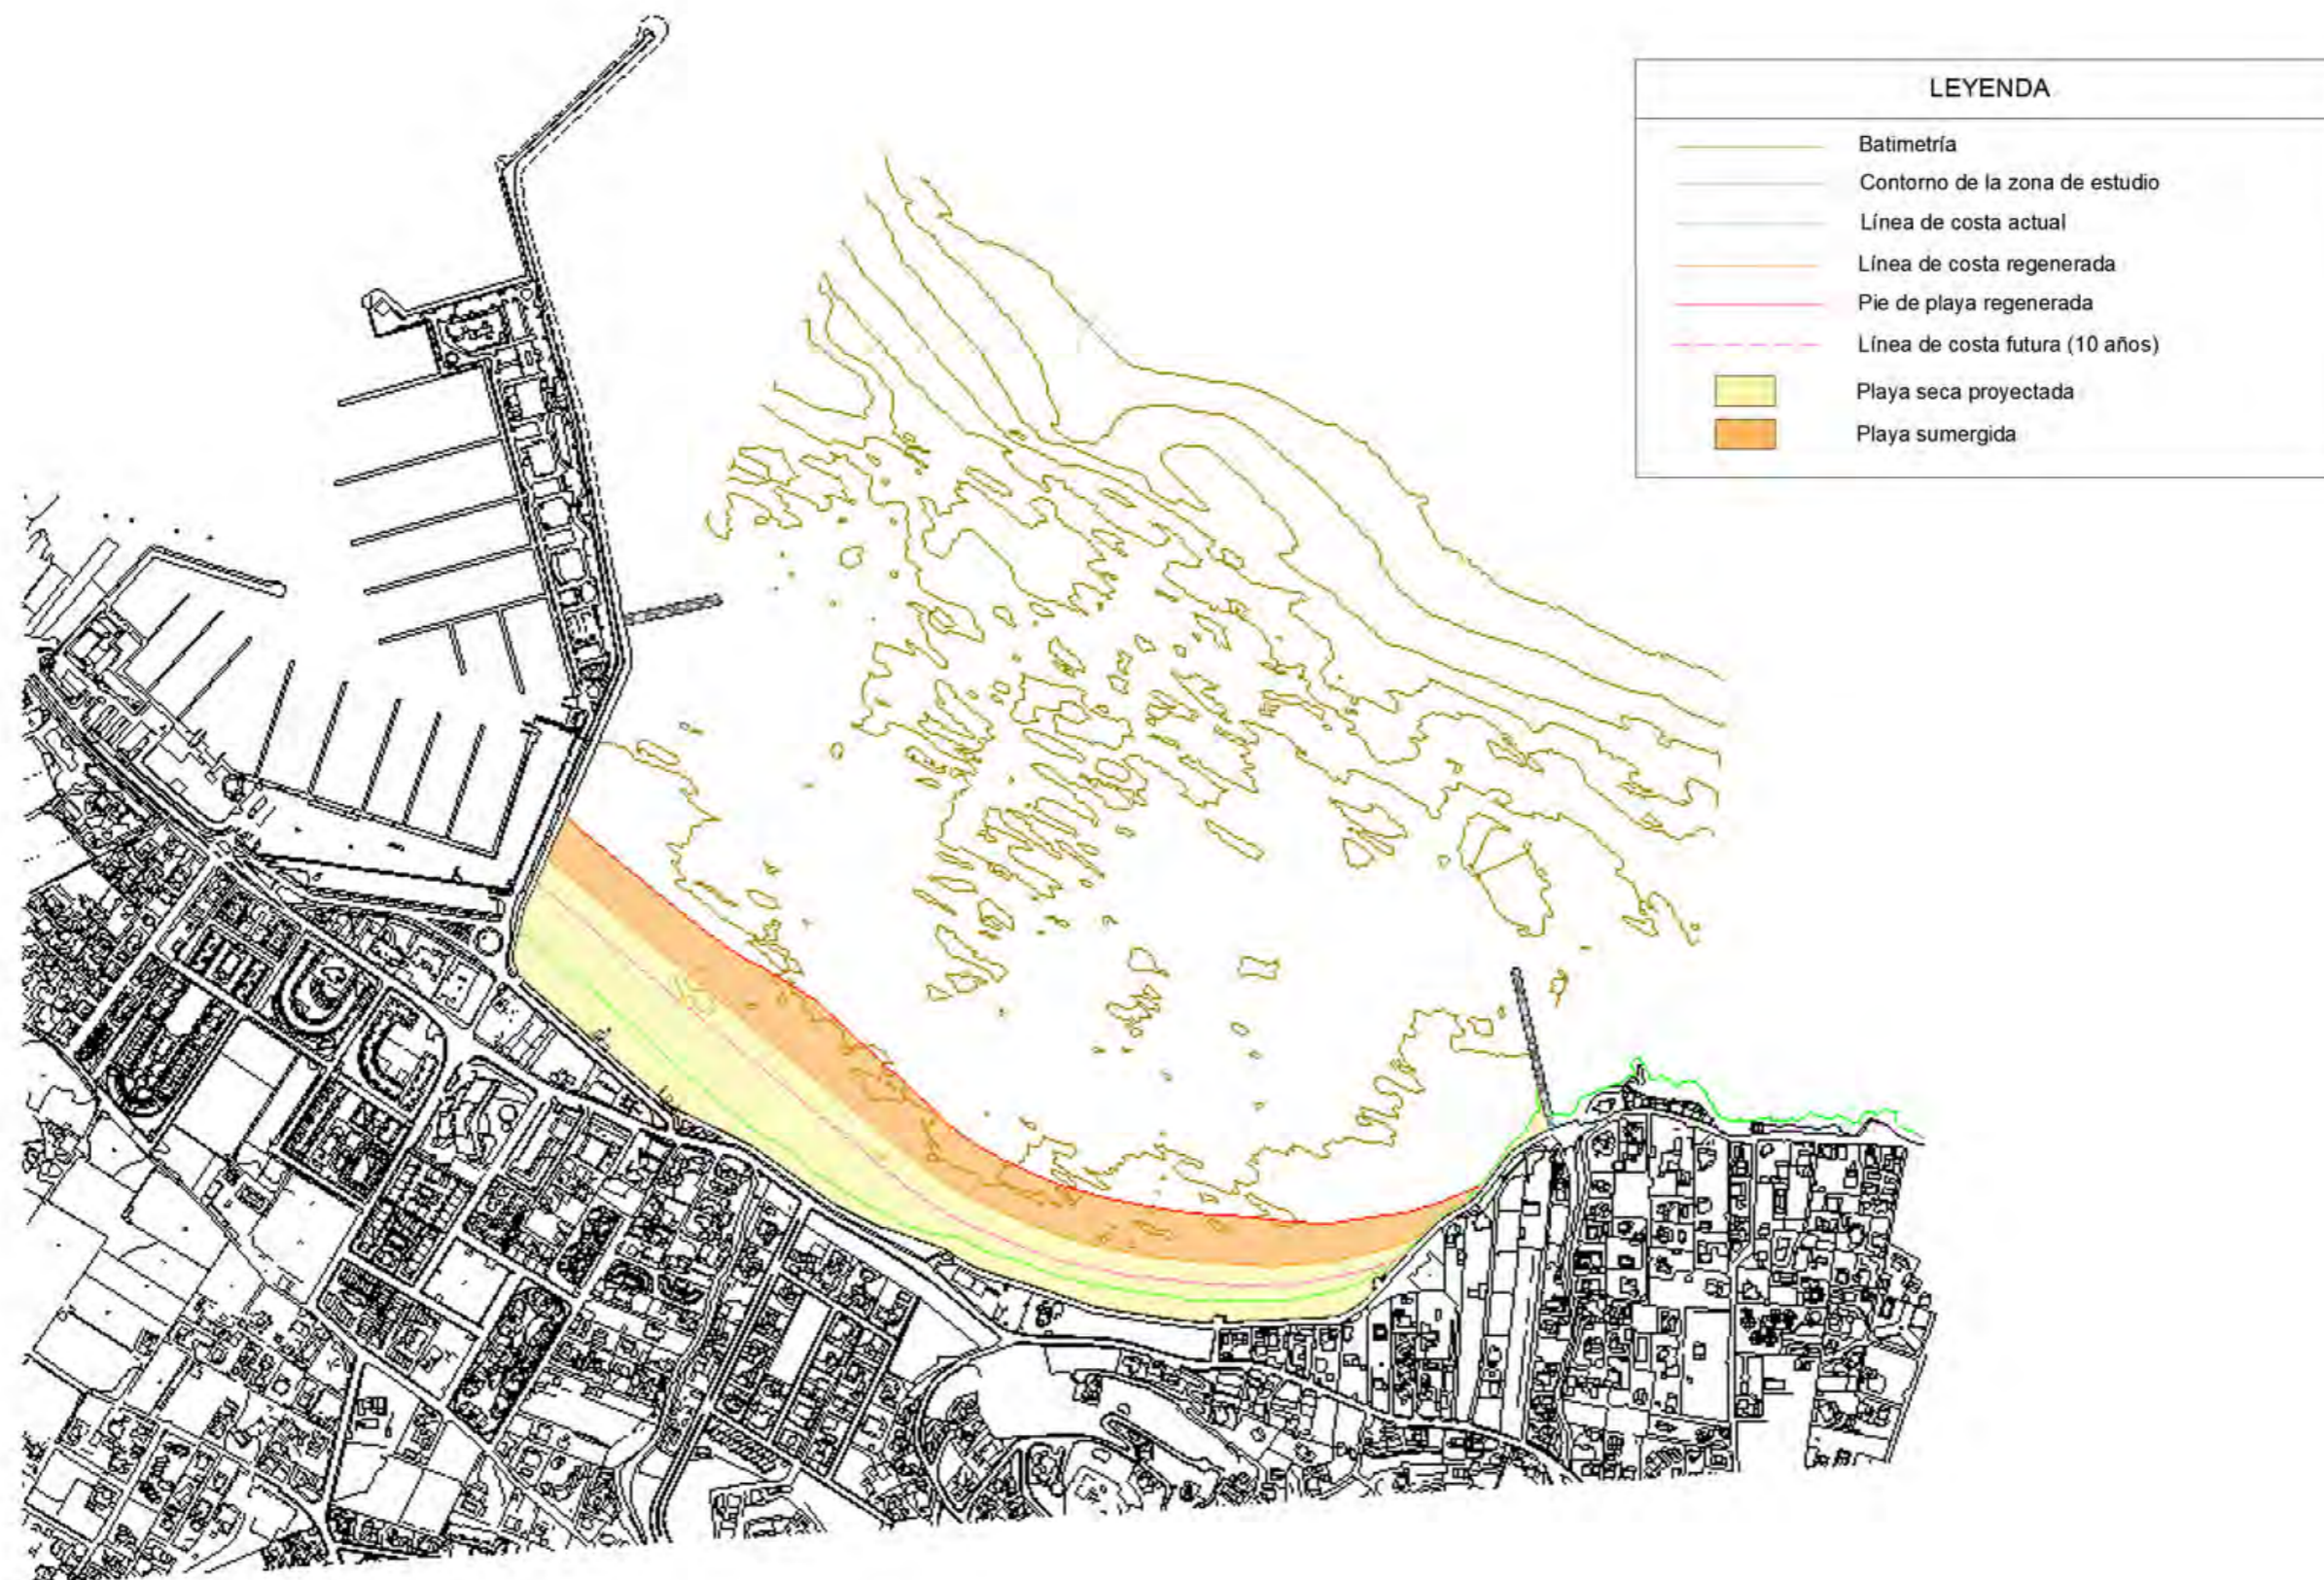 LEYENDA
Batimetría
Contorno de la zona de estudio
Línea de costa actual
Línea de costa regenerada
Pie de playa regenerada
Línea de costa futura (10 años)
Playa seca proyectada
Playa sumergida